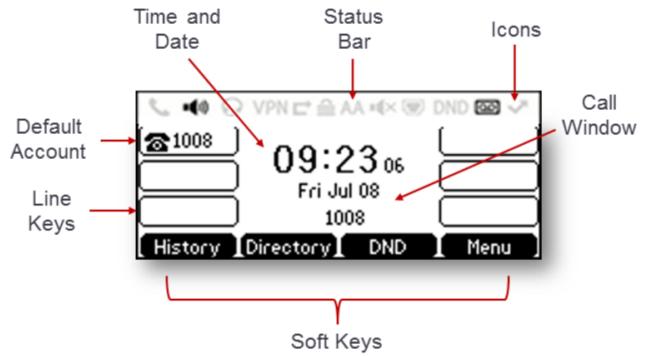 Time and
Date
Status
Bar
Icons
VPN AA DND
Default
Account
1008
09:23 06
Call
Window
Fri Jul 08
Line
Keys
1008
History Directory DND Menu
Soft Keys